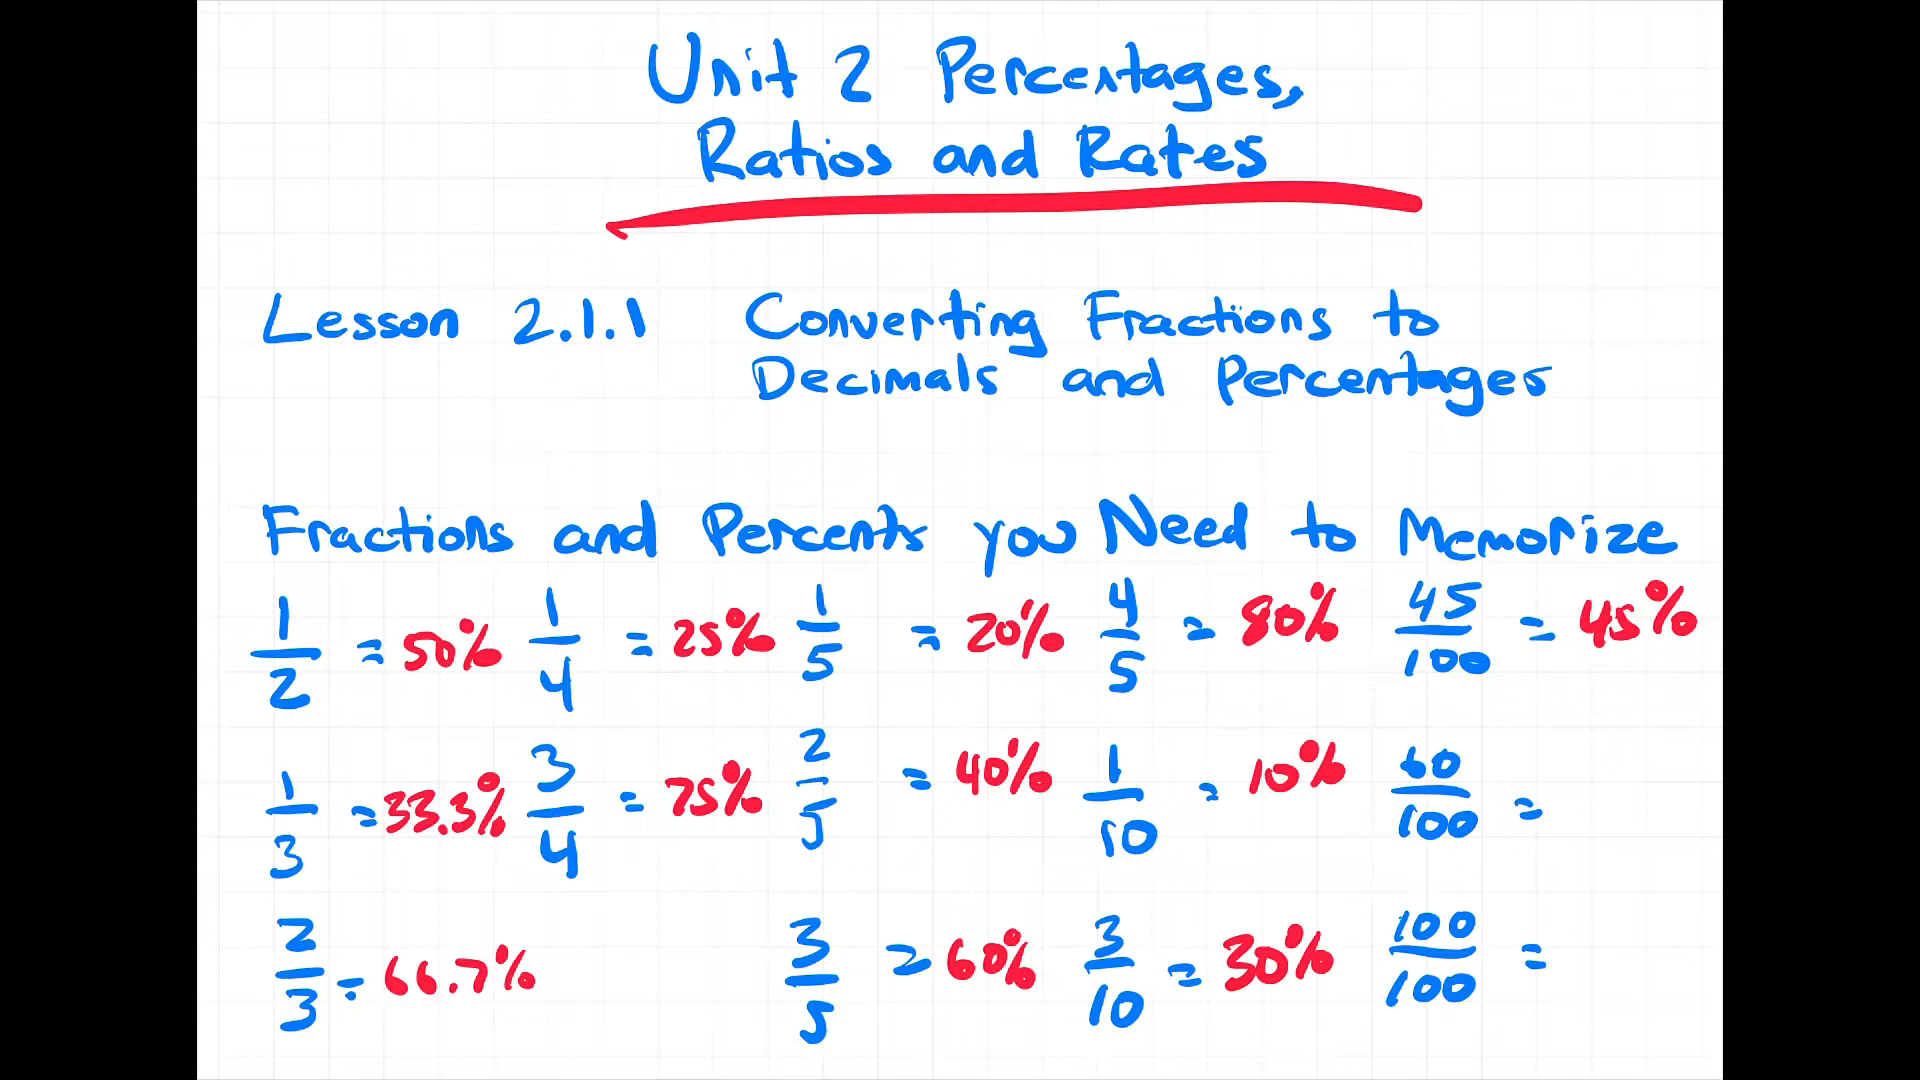 Unit 2 Percentages,
Ratios and Rates
Lesson 2.1.1 Converting Fractions to
Decimals and Percentages
Fractions and Percents you Need to Memorize
1/2 = 50% 1/4 = 25% 1/5 = 20% 4/5 = 80% 45/100 = 45%
1/3 = 33.3% 3/4 = 75% 2/5 = 40% 1/10 = 10% 60/100 =
2/3 = 66.7% 3/5 = 60% 3/10 = 30% 100/100 =